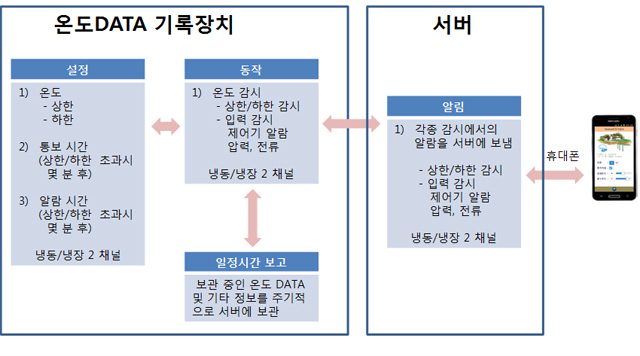 온도DATA 기록장치
설정
1) 온도
- 상한
- 하한
2) 통보 시간
(상한/하한 초과시
몇 분 후)
3) 알람 시간
(상한/하한 초과시
몇 분 후)
냉동/냉장 2 채널
동작
1) 온도 감시
- 상한/하한 감시
- 입력 감시
제어기 알람
압력, 전류
냉동/냉장 2 채널
일정시간 보고
보관 중인 온도 DATA
및 기타 정보를 주기적
으로 서버에 보관
서버
알림
1) 각종 감시에서의
알람을 서버에 보냄
- 상한/하한 감시
- 입력 감시
제어기 알람
압력, 전류
냉동/냉장 2 채널
휴대폰